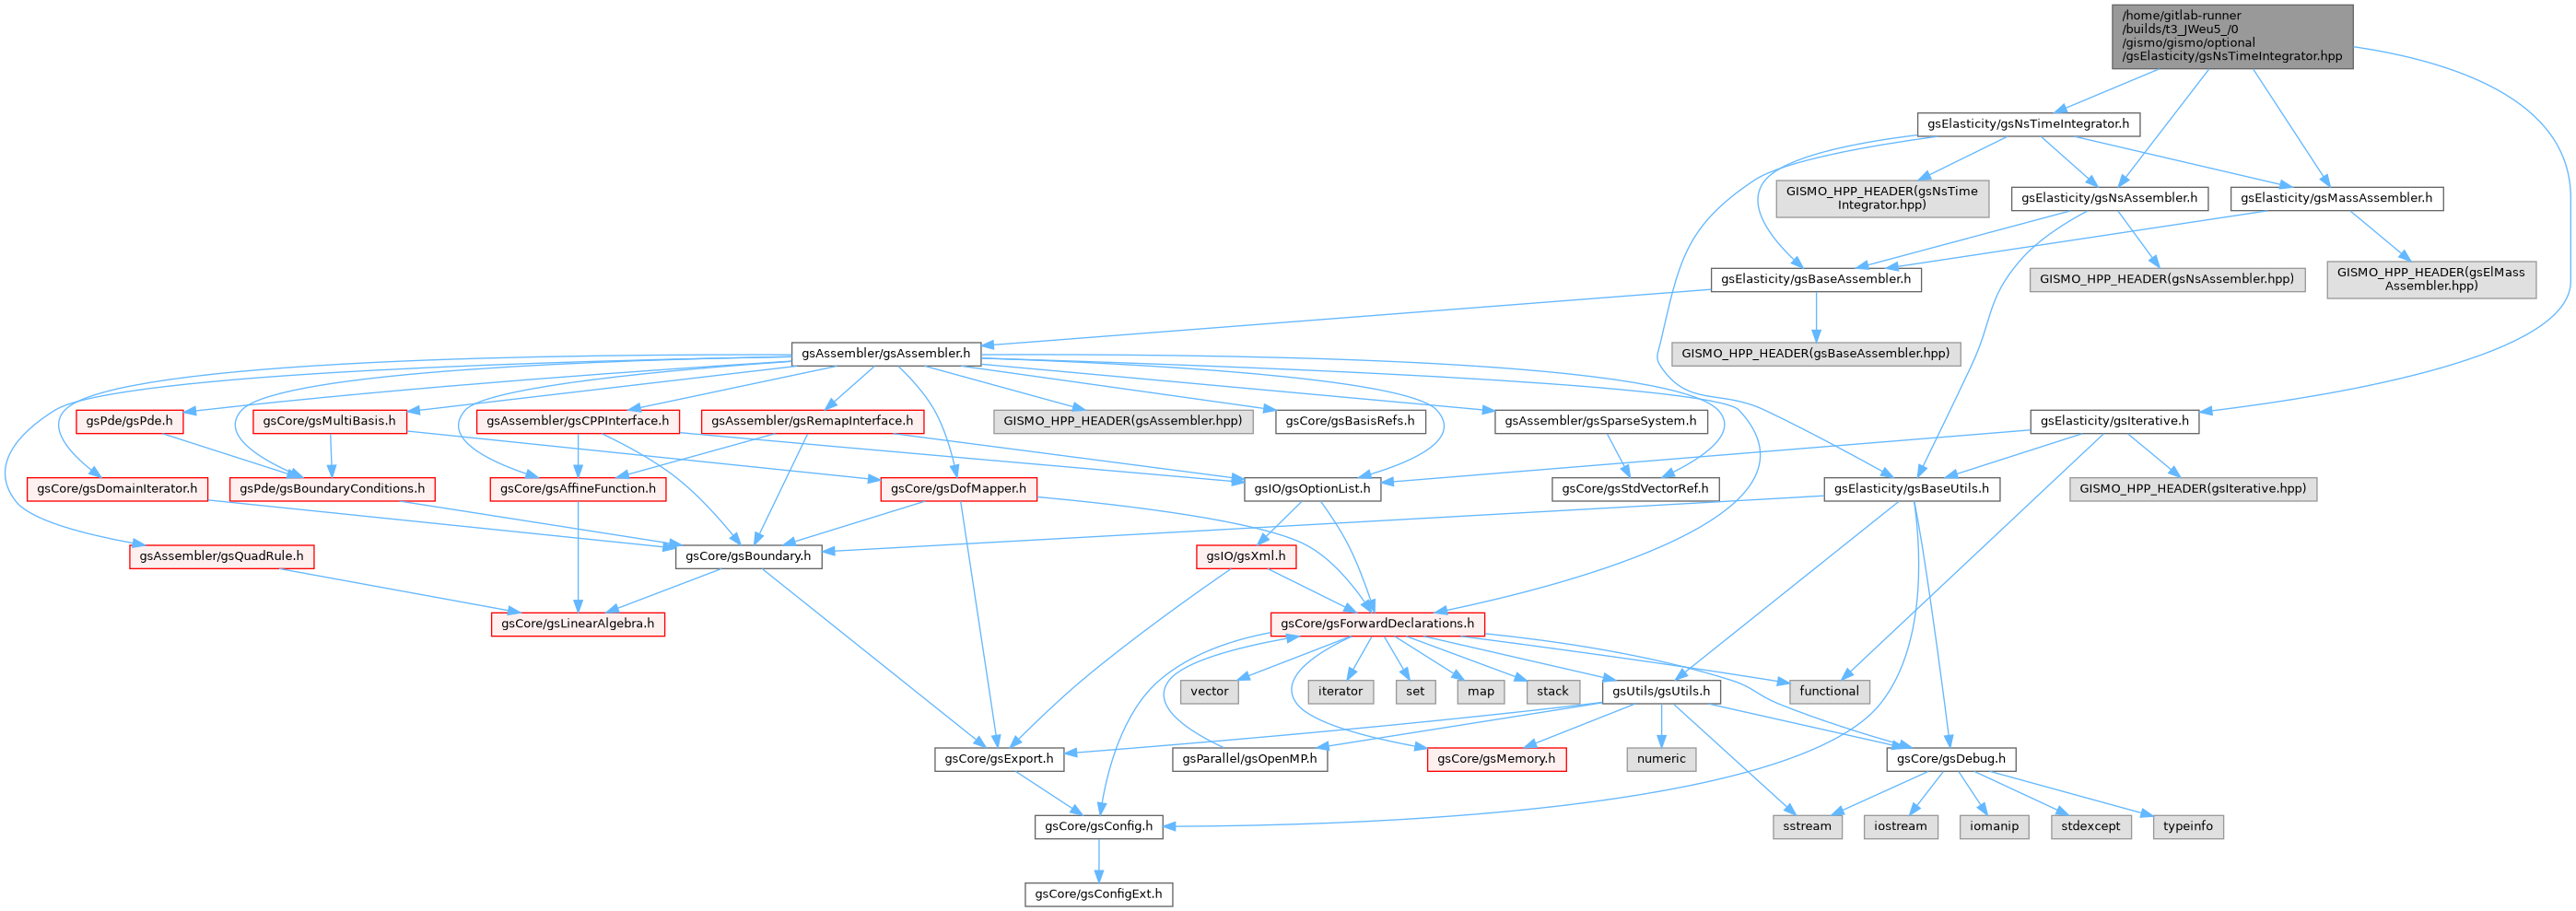 /home/gitlab-runner
/builds/t3_JWeu5_/0
/gismo/gismo/optional
/gsElasticity/gsNsTimeIntegrator.hpp
gsElasticity/gsNsTimeIntegrator.h
GISMO_HPP_HEADER(gsNsTime
Integrator.hpp)
gsElasticity/gsNsAssembler.h
gsElasticity/gsMassAssembler.h
gsElasticity/gsBaseAssembler.h
GISMO_HPP_HEADER(gsNsAssembler.hpp)
GISMO_HPP_HEADER(gsElMass
Assembler.hpp)
gsAssembler/gsAssembler.h
GISMO_HPP_HEADER(gsBaseAssembler.hpp)
gsPde/gsPde.h
gsCore/gsMultiBasis.h
gsAssembler/gsCPPInterface.h
gsAssembler/gsRemapInterface.h
GISMO_HPP_HEADER(gsAssembler.hpp)
gsCore/gsBasisRefs.h
gsAssembler/gsSparseSystem.h
gsElasticity/gsIterative.h
gsCore/gsDomainIterator.h
gsPde/gsBoundaryConditions.h
gsCore/gsAffineFunction.h
gsCore/gsDofMapper.h
gsIO/gsOptionList.h
gsCore/gsStdVectorRef.h
gsElasticity/gsBaseUtils.h
GISMO_HPP_HEADER(gsIterative.hpp)
gsAssembler/gsQuadRule.h
gsCore/gsBoundary.h
gsIO/gsXml.h
gsCore/gsLinearAlgebra.h
gsCore/gsForwardDeclarations.h
vector
iterator
set
map
stack
gsUtils/gsUtils.h
functional
gsCore/gsExport.h
gsParallel/gsOpenMP.h
gsCore/gsMemory.h
numeric
gsCore/gsDebug.h
gsCore/gsConfig.h
sstream
iostream
iomanip
stdexcept
typeinfo
gsCore/gsConfigExt.h